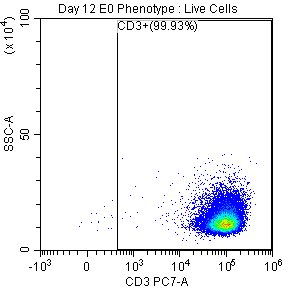 Day 12 E0 Phenotype : Live Cells
CD3+(99.93%)
(x 10⁴)
SSC-A
100
50
0
-10³
0
10³
10⁴
10⁵
10⁶
CD3 PC7-A